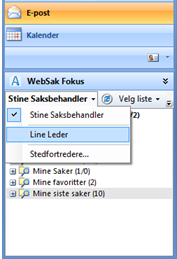 E-post
Kalender
WebSak Fokus
Stine Saksbehandler Velg liste
Stine Saksbehandler /2)
Line Leder
Stedfortredere...
Mine Saker (1/0)
Mine favoritter (2)
Mine siste saker (10)